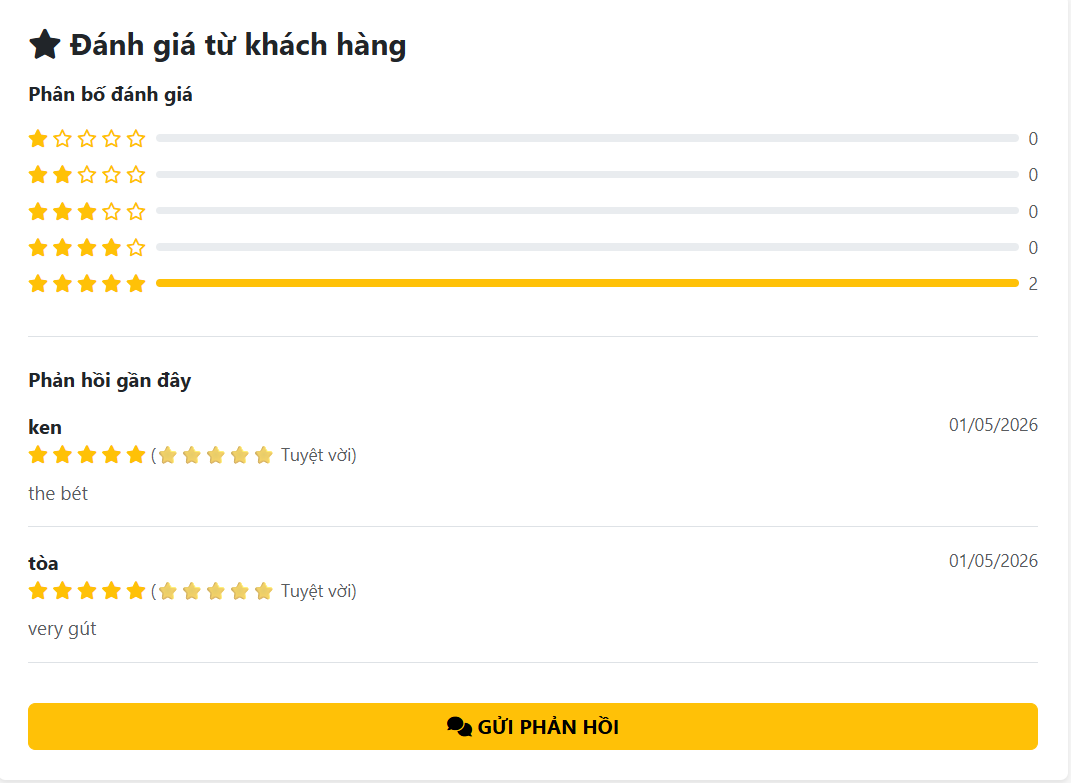 Đánh giá từ khách hàng
Phân bố đánh giá
0
0
0
0
2
Phản hồi gần đây
ken 01/05/2026
(⭐⭐⭐⭐⭐ Tuyệt vời)
the bét
tòa 01/05/2026
(⭐⭐⭐⭐⭐ Tuyệt vời)
very gút
GỬI PHẢN HỒI